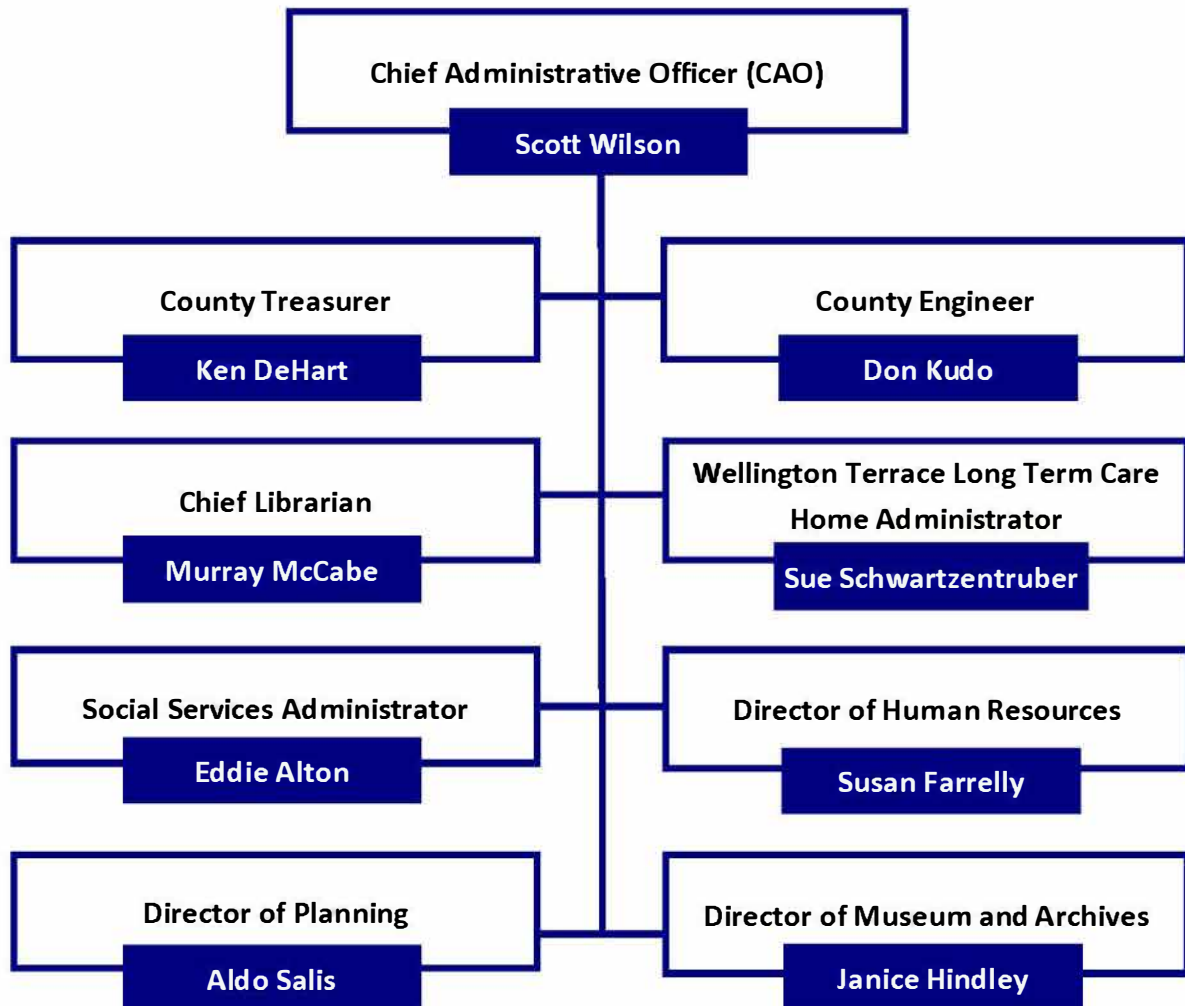 Chief Administrative Officer (CAO)
Scott Wilson
County Treasurer
Ken DeHart
County Engineer
Don Kudo
Chief Librarian
Murray McCabe
Wellington Terrace Long Term Care
Home Administrator
Sue Schwartzentruber
Social Services Administrator
Eddie Alton
Director of Human Resources
Susan Farrelly
Director of Planning
Aldo Salis
Director of Museum and Archives
Janice Hindley